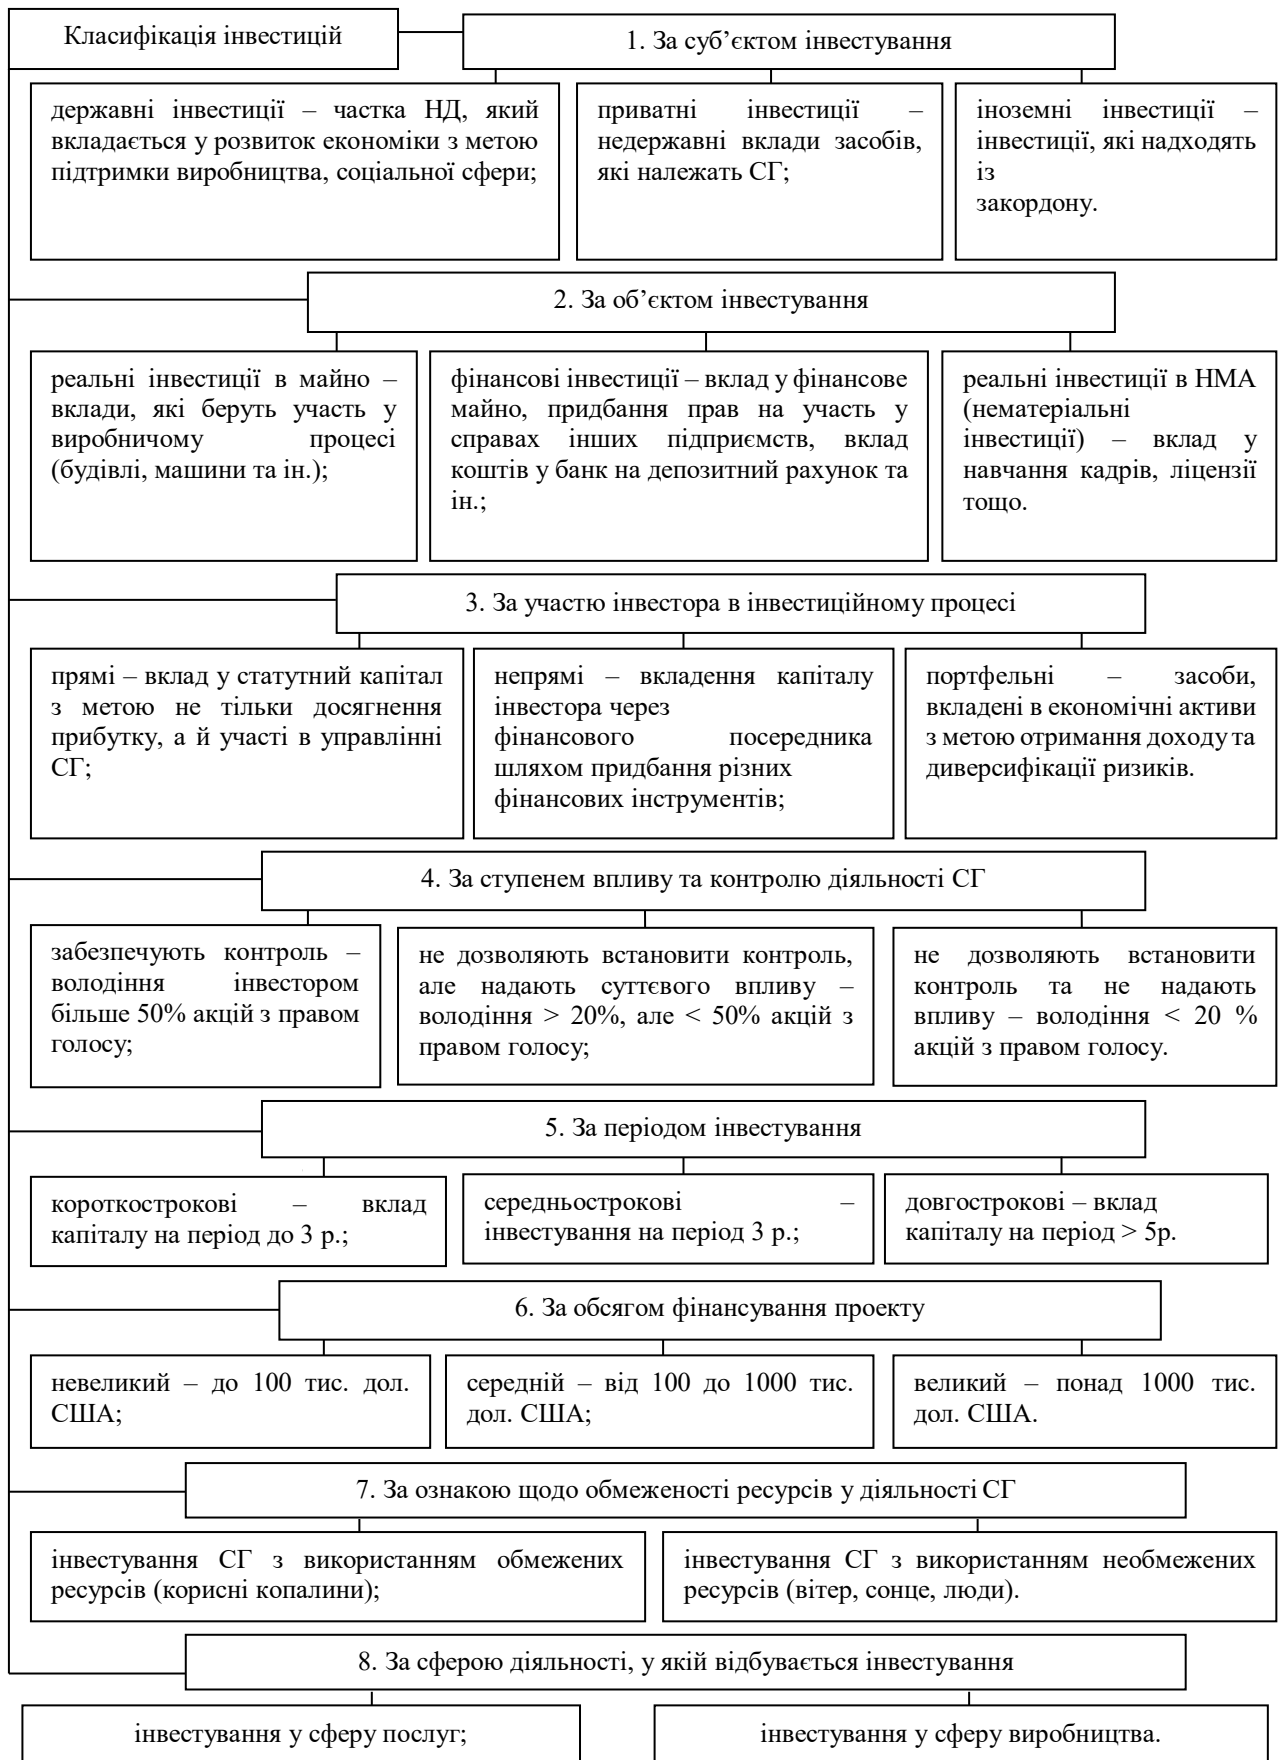 Класифікація інвестицій
1. За суб’єктом інвестування
державні інвестиції – частка НД, який
вкладається у розвиток економіки з метою
підтримки виробництва, соціальної сфери;
приватні інвестиції –
недержавні вклади засобів,
які належать СГ;
іноземні інвестиції –
інвестиції, які надходять
із
закордону.
2. За об’єктом інвестування
реальні інвестиції в майно –
вклади, які беруть участь у
виробничому процесі
(будівлі, машини та ін.);
фінансові інвестиції – вклад у фінансове
майно, придбання прав на участь у
справах інших підприємств, вклад
коштів у банк на депозитний рахунок та
ін.;
реальні інвестиції в НМА
(нематеріальні
інвестиції) – вклад у
навчання кадрів, ліцензії
тощо.
3. За участю інвестора в інвестиційному процесі
прямі – вклад у статутний капітал
з метою не тільки досягнення
прибутку, а й участі в управлінні
СГ;
непрямі – вкладення капіталу
інвестора через
фінансового посередника
шляхом придбання різних
фінансових інструментів;
портфельні – засоби,
вкладені в економічні активи
з метою отримання доходу та
диверсифікації ризиків.
4. За ступенем впливу та контролю діяльності СГ
забезпечують контроль –
володіння інвестором
більше 50% акцій з правом
голосу;
не дозволяють встановити контроль,
але надають суттєвого впливу –
володіння > 20%, але < 50% акцій з
правом голосу;
не дозволяють встановити
контроль та не надають
впливу – володіння < 20 %
акцій з правом голосу.
5. За періодом інвестування
короткострокові – вклад
капіталу на період до 3 р.;
середньострокові –
інвестування на період 3 р.;
довгострокові – вклад
капіталу на період > 5р.
6. За обсягом фінансування проекту
невеликий – до 100 тис. дол.
США;
середній – від 100 до 1000 тис.
дол. США;
великий – понад 1000 тис.
дол. США.
7. За ознакою щодо обмеженості ресурсів у діяльності СГ
інвестування СГ з використанням обмежених
ресурсів (корисні копалини);
інвестування СГ з використанням необмежених
ресурсів (вітер, сонце, люди).
8. За сферою діяльності, у якій відбувається інвестування
інвестування у сферу послуг;
інвестування у сферу виробництва.